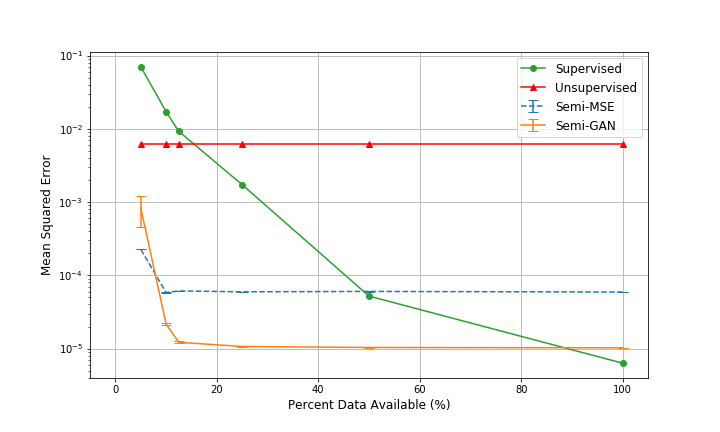 10⁻¹
10⁻²
10⁻³
10⁻⁴
10⁻⁵
Mean Squared Error
Supervised
Unsupervised
Semi-MSE
Semi-GAN
0 20 40 60 80 100
Percent Data Available (%)